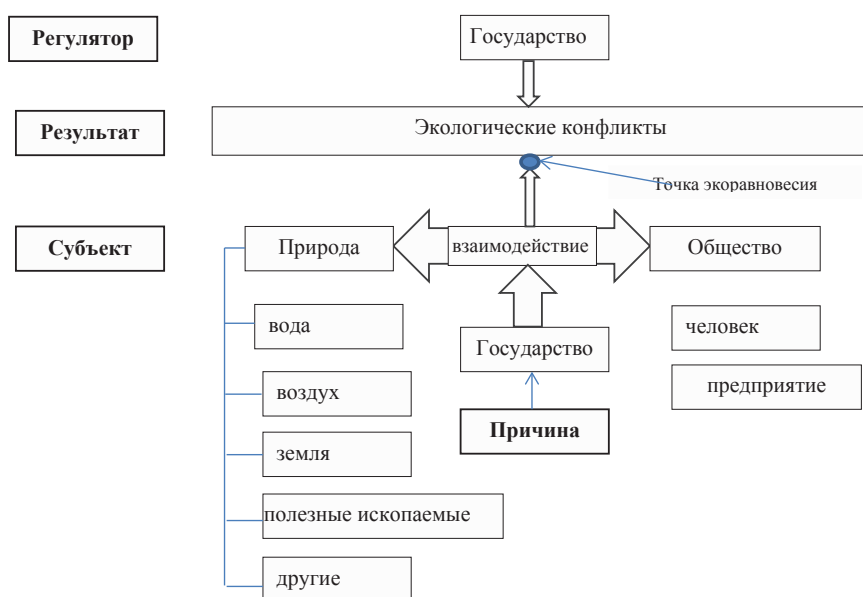 Регулятор
Государство
Результат
Экологические конфликты
Точка экоравновесия
Субъект
Природа
взаимодействие
Общество
вода
человек
Государство
воздух
предприятие
Причина
земля
полезные ископаемые
другие